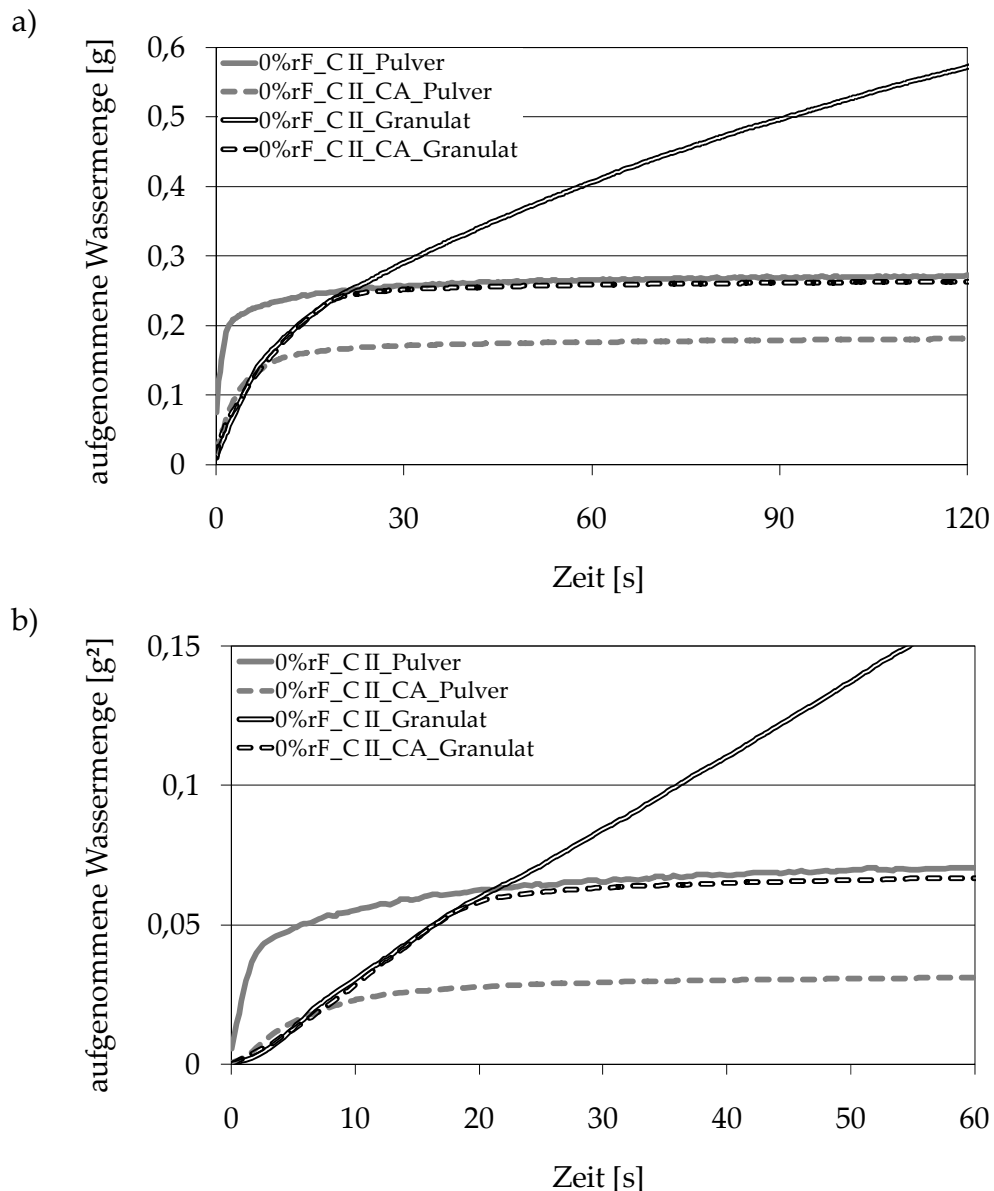 a)
aufgenommene Wassermenge [g]
0,6
0,5
0,4
0,3
0,2
0,1
0
0%rF_C II_Pulver
0%rF_C II_CA_Pulver
0%rF_C II_Granulat
0%rF_C II_CA_Granulat
0
30
60
90
120
Zeit [s]
b)
aufgenommene Wassermenge [g²]
0,15
0,1
0,05
0
0%rF_C II_Pulver
0%rF_C II_CA_Pulver
0%rF_C II_Granulat
0%rF_C II_CA_Granulat
0
10
20
30
40
50
60
Zeit [s]